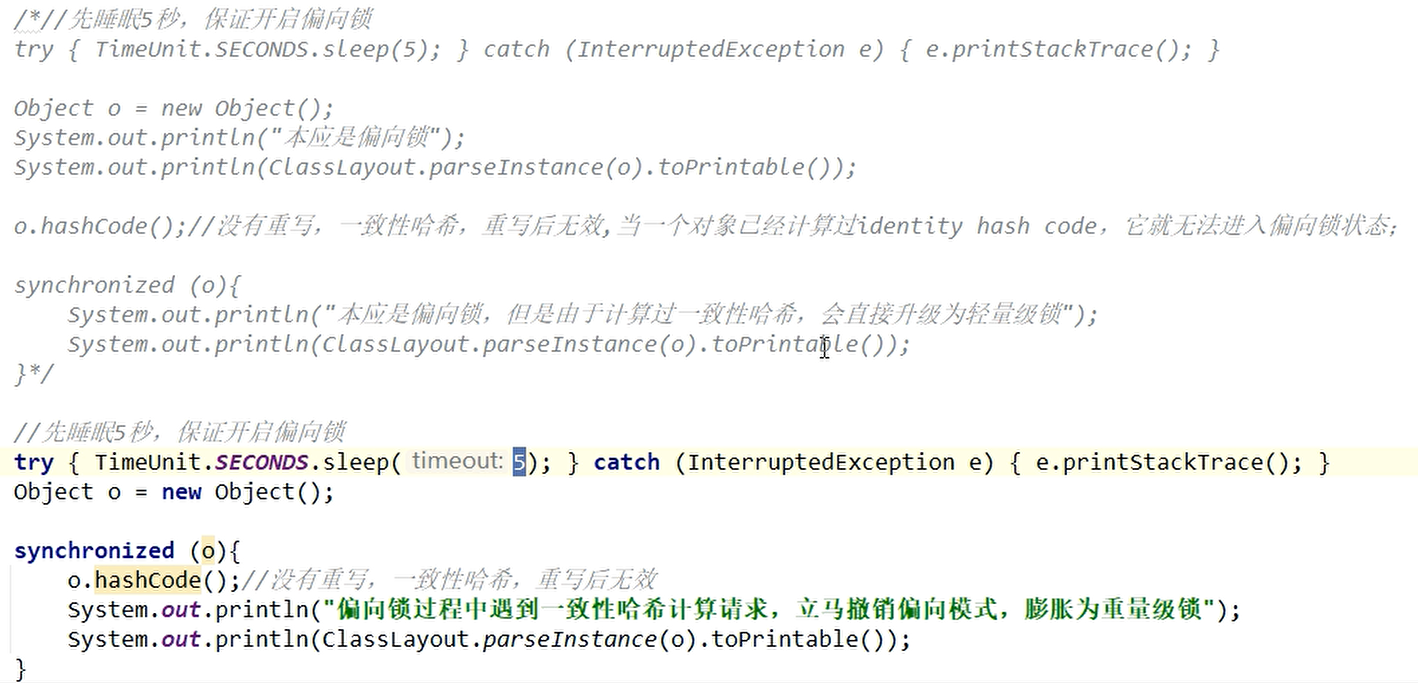 /*//先睡眠5秒，保证开启偏向锁
try { TimeUnit.SECONDS.sleep(5); } catch (InterruptedException e) { e.printStackTrace(); }
Object o = new Object();
System.out.println("本应是偏向锁");
System.out.println(ClassLayout.parseInstance(o).toPrintable());
o.hashCode();//没有重写，一致性哈希，重写后无效,当一个对象已经计算过identity hash code，它就无法进入偏向锁状态;
synchronized (o){
    System.out.println("本应是偏向锁，但是由于计算过一致性哈希，会直接升级为轻量级锁");
    System.out.println(ClassLayout.parseInstance(o).toPrintable());
}*/
//先睡眠5秒，保证开启偏向锁
try { TimeUnit.SECONDS.sleep( timeout: 5); } catch (InterruptedException e) { e.printStackTrace(); }
Object o = new Object();
synchronized (o){
    o.hashCode();//没有重写，一致性哈希，重写后无效
    System.out.println("偏向锁过程中遇到一致性哈希计算请求，立马撤销偏向模式，膨胀为重量级锁");
    System.out.println(ClassLayout.parseInstance(o).toPrintable());
}